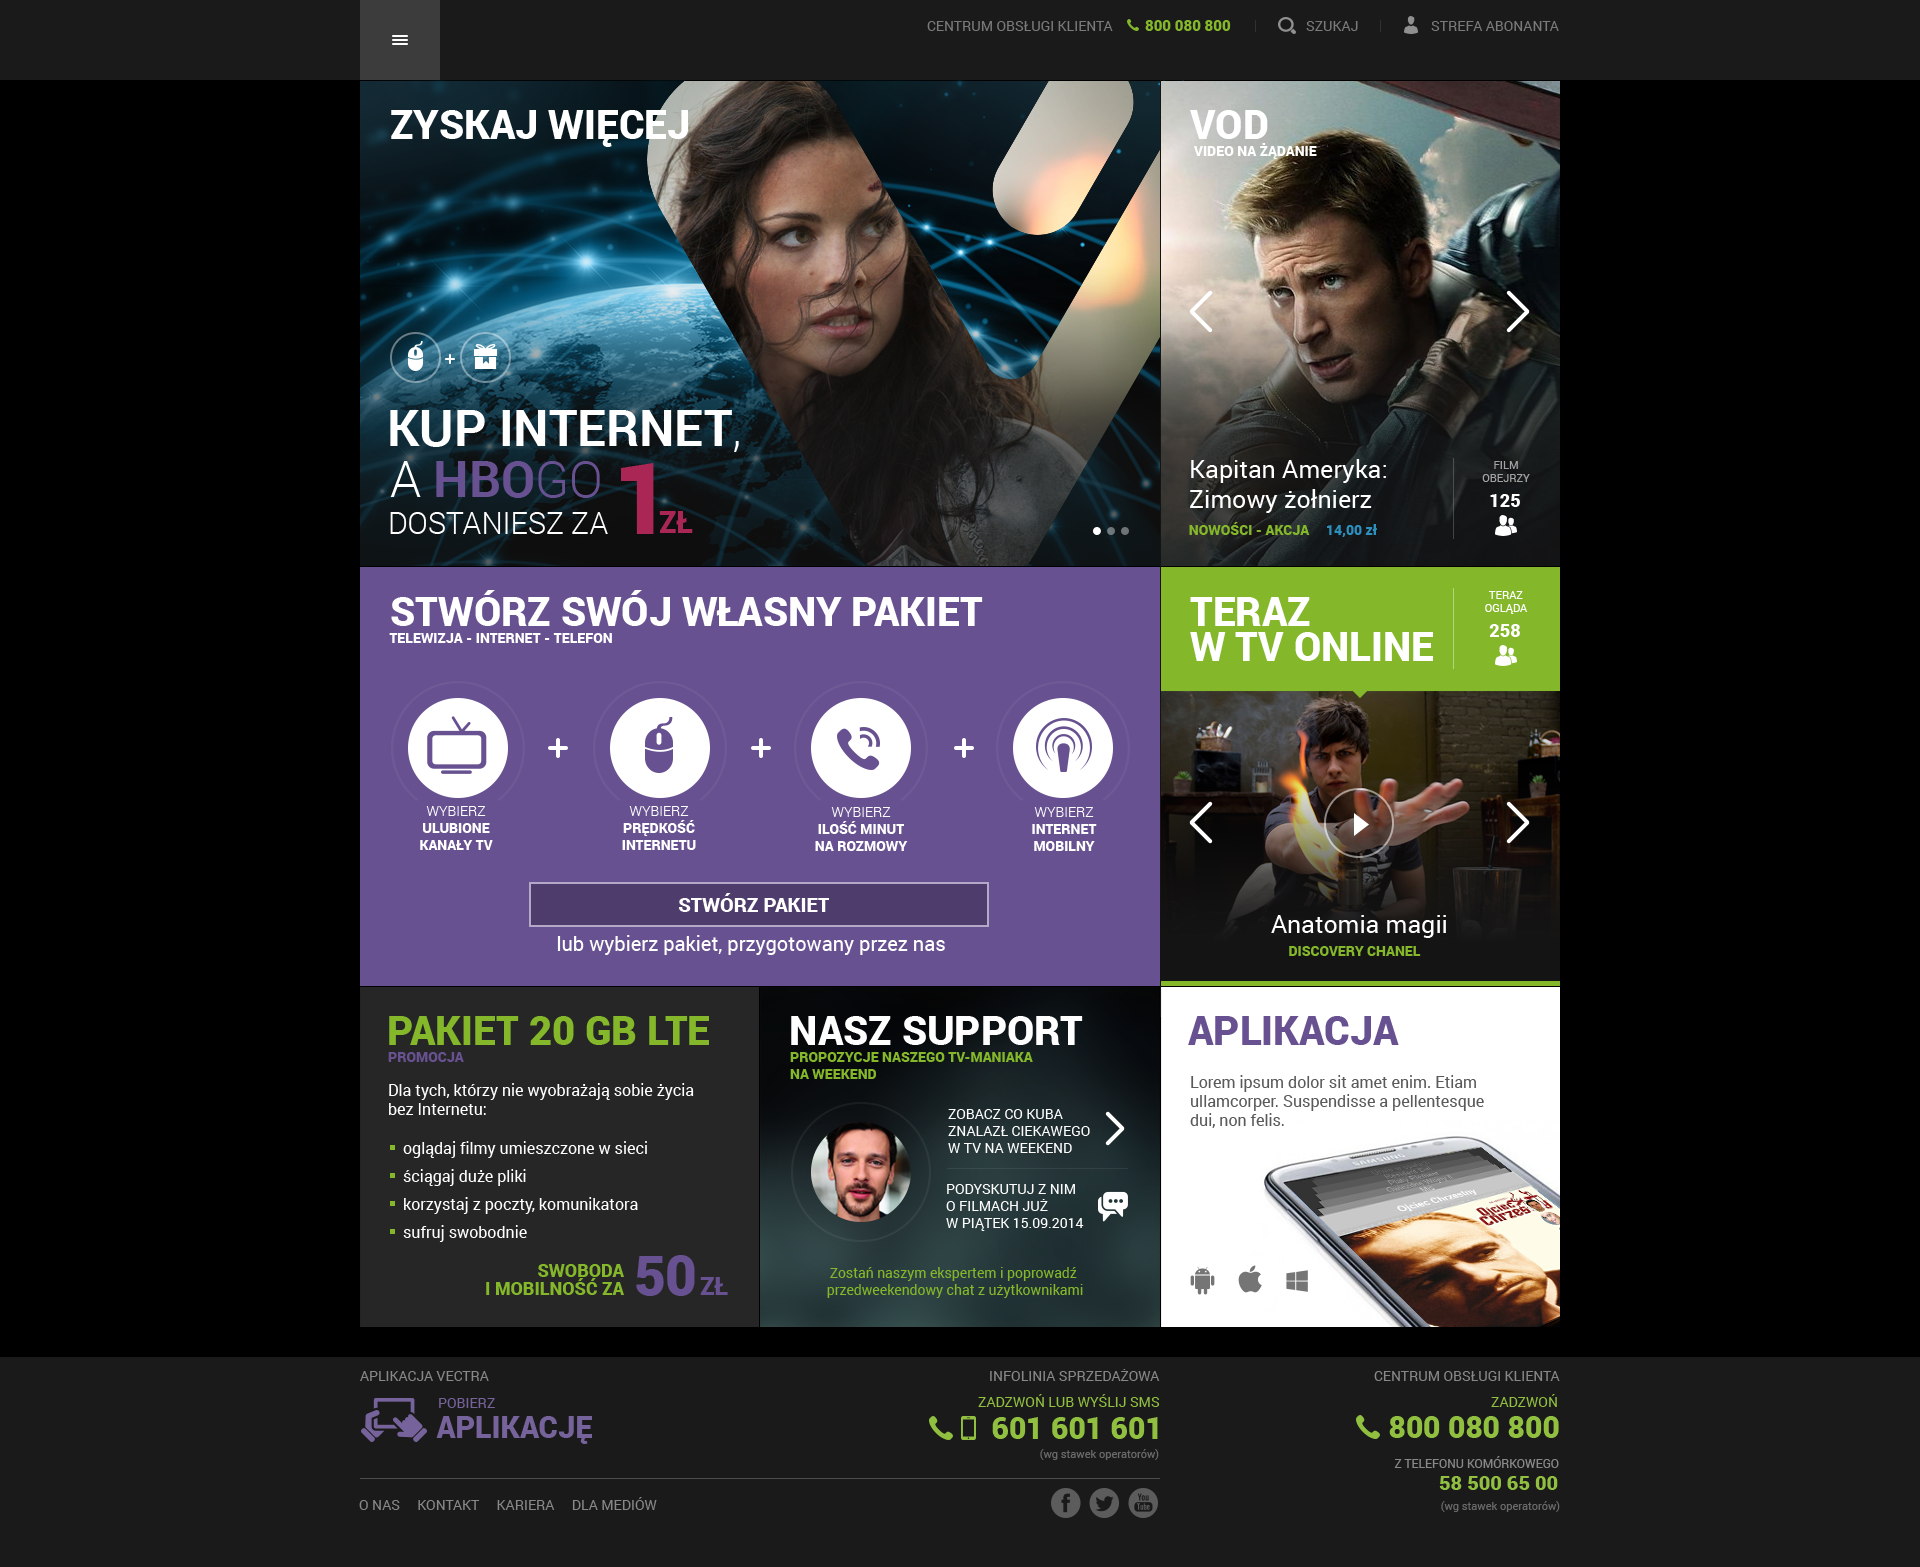 CENTRUM OBSŁUGI KLIENTA 800 080 800 SZUKAJ STREFA ABONANTA
ZYSKAJ WIĘCEJ
+
KUP INTERNET,
A HBOGO
DOSTANIESZ ZA 1ZŁ
VOD
VIDEO NA ŻĄDANIE
Kapitan Ameryka:
Zimowy żołnierz
NOWOŚCI - AKCJA 14,00 zł
FILM
OBEJRZY
125
STWÓRZ SWÓJ WŁASNY PAKIET
TELEWIZJA - INTERNET - TELEFON
+ + +
WYBIERZ
ULUBIONE
KANAŁY TV
WYBIERZ
PRĘDKOŚĆ
INTERNETU
WYBIERZ
ILOŚĆ MINUT
NA ROZMOWY
WYBIERZ
INTERNET
MOBILNY
STWÓRZ PAKIET
lub wybierz pakiet, przygotowany przez nas
TERAZ
W TV ONLINE
TERAZ
OGLĄDA
258
Anatomia magii
DISCOVERY CHANEL
PAKIET 20 GB LTE
PROMOCJA
Dla tych, którzy nie wyobrażają sobie życia
bez Internetu:
oglądaj filmy umieszczone w sieci
ściągaj duże pliki
korzystaj z poczty, komunikatora
sufruj swobodnie
SWOBODA
I MOBILNOŚĆ ZA 50 ZŁ
NASZ SUPPORT
PROPOZYCJE NASZEGO TV-MANIAKA
NA WEEKEND
ZOBACZ CO KUBA
ZNALAZŁ CIEKAWEGO
W TV NA WEEKEND
PODYSKUTUJ Z NIM
O FILMACH JUŻ
W PIĄTEK 15.09.2014
Zostań naszym ekspertem i poprowadź
przedweekendowy chat z użytkownikami
APLIKACJA
Lorem ipsum dolor sit amet enim. Etiam
ullamcorper. Suspendisse a pellentesque
dui, non felis.
SAMSUNG
Ojciec Chrzestny
Ojciec
Chrzes
APLIKACJA VECTRA
POBIERZ
APLIKACJĘ
INFOLINIA SPRZEDAŻOWA
ZADZWOŃ LUB WYŚLIJ SMS
601 601 601
(wg stawek operatorów)
CENTRUM OBSŁUGI KLIENTA
ZADZWOŃ
800 080 800
Z TELEFONU KOMÓRKOWEGO
58 500 65 00
(wg stawek operatorów)
O NAS KONTAKT KARIERA DLA MEDIÓW
You
Tube